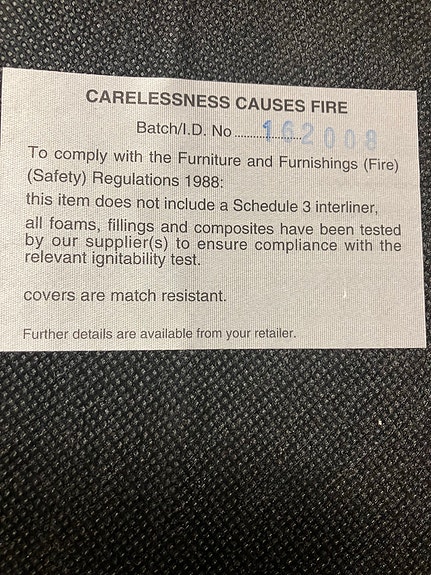 CARELESSNESS CAUSES FIRE
Batch/I.D. No ..................... 162008
To comply with the Furniture and Furnishings (Fire)
(Safety) Regulations 1988:
this item does not include a Schedule 3 interliner,
all foams, fillings and composites have been tested
by our supplier(s) to ensure compliance with the
relevant ignitability test.
covers are match resistant.
Further details are available from your retailer.